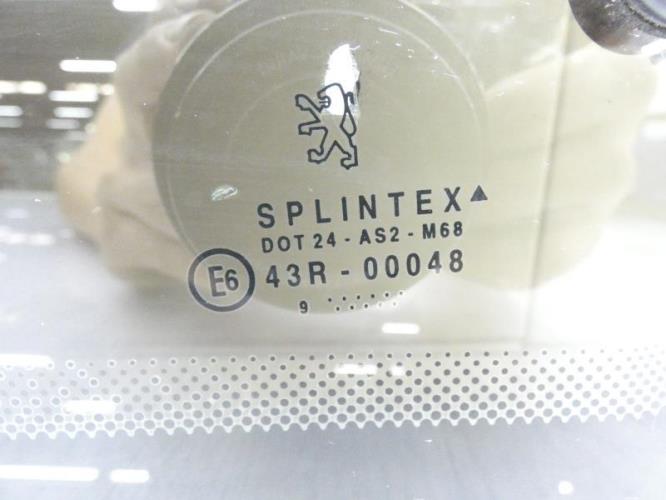 SPLINTEX▲
DOT 24 - AS2 - M68
E6 43R - 00048
9 ............